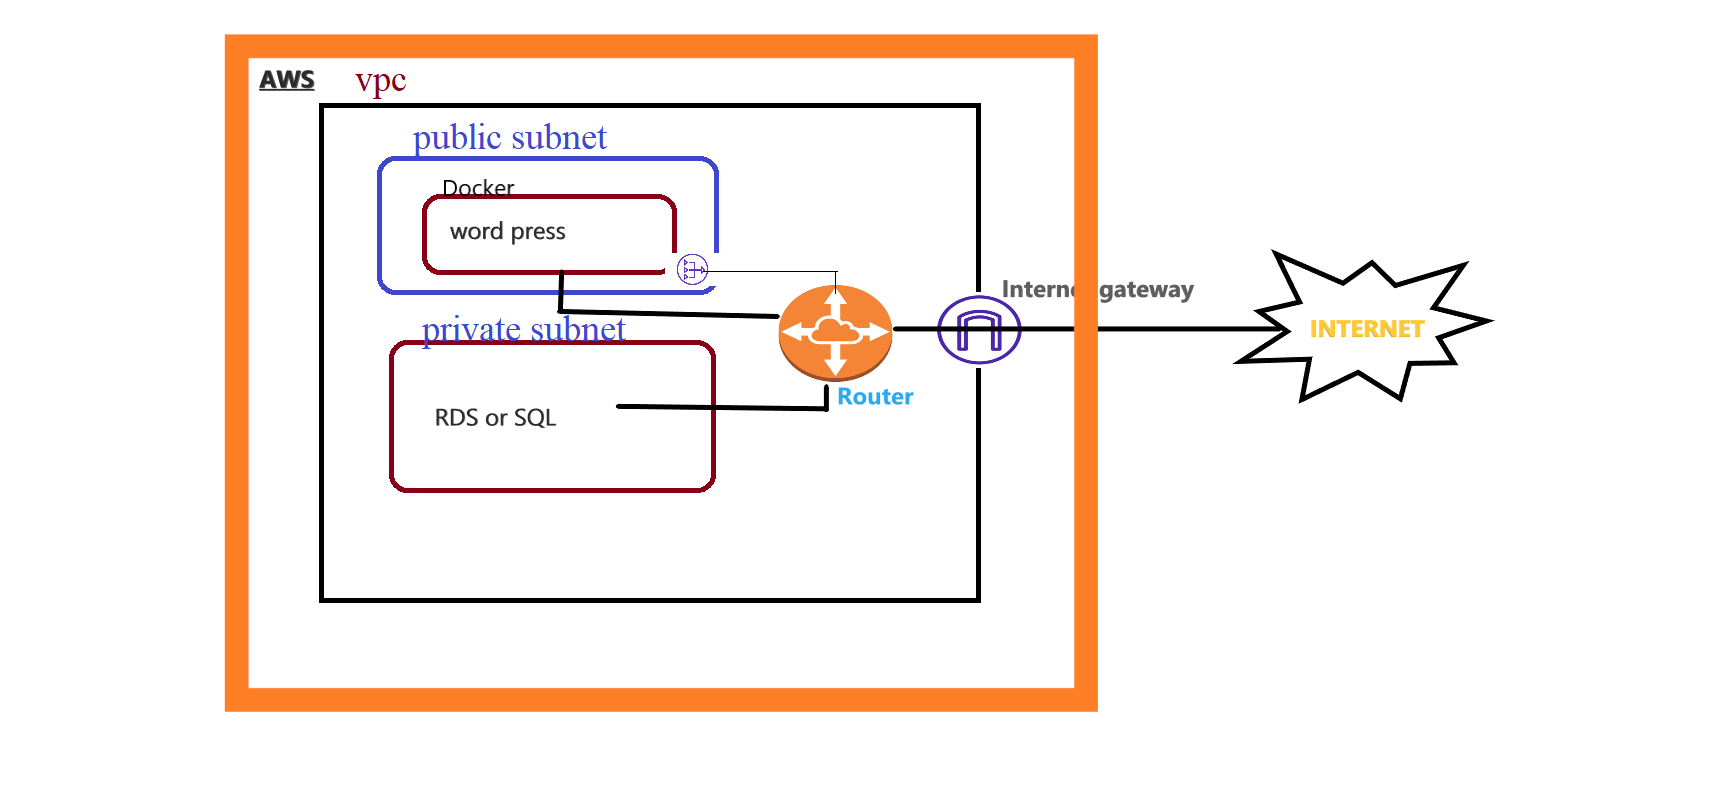 AWS
vpc
public subnet
Docker
word press
private subnet
RDS or SQL
Router
Interne gateway
INTERNET